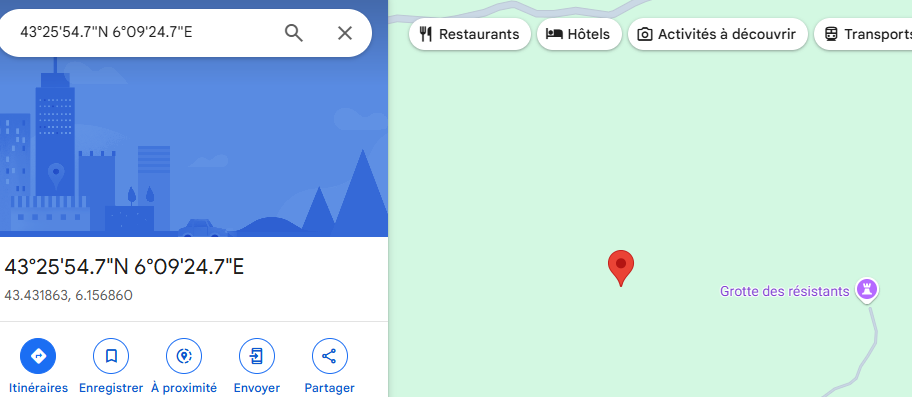 43°25'54.7"N 6°09'24.7"E
Restaurants
Hôtels
Activités à découvrir
Transports
43°25'54.7"N 6°09'24.7"E
43.431863, 6.156860
Itinéraires
Enregistrer
À proximité
Envoyer
Partager
Grotte des résistants